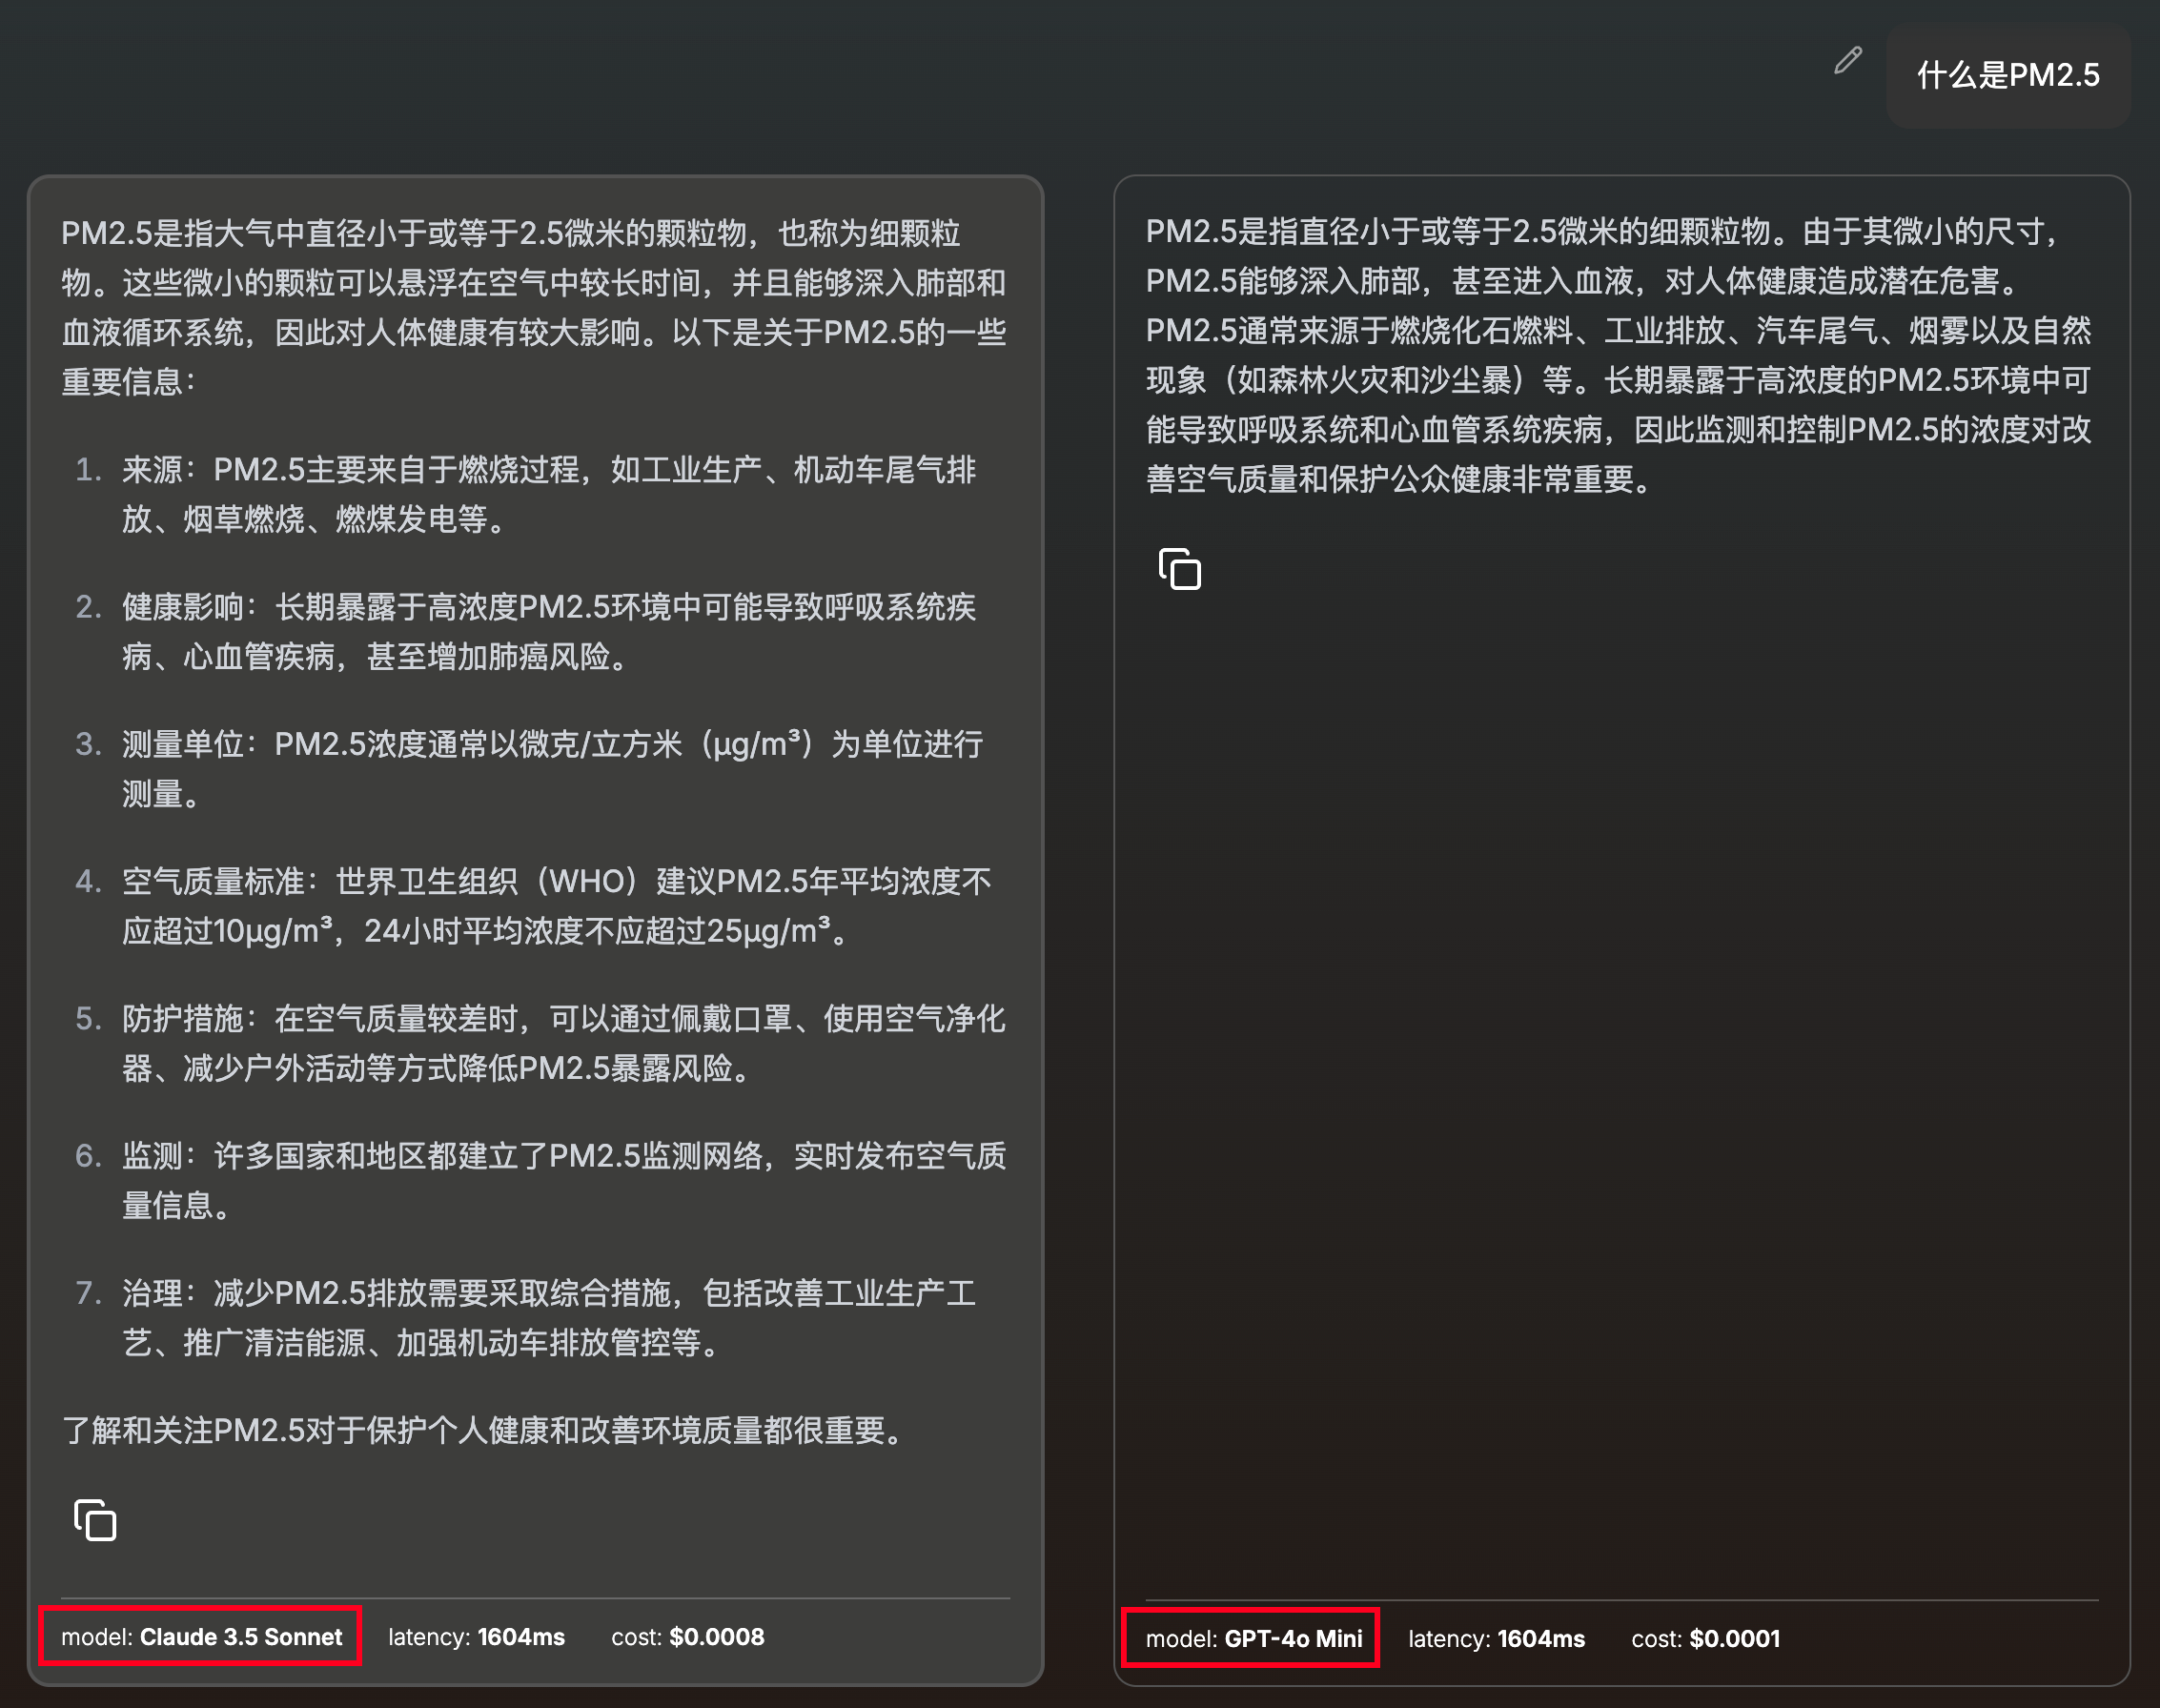 什么是PM2.5
PM2.5是指大气中直径小于或等于2.5微米的颗粒物，也称为细颗粒
物。这些微小的颗粒可以悬浮在空气中较长时间，并且能够深入肺部和
血液循环系统，因此对人体健康有较大影响。以下是关于PM2.5的一些
重要信息：
1. 来源：PM2.5主要来自于燃烧过程，如工业生产、机动车尾气排
放、烟草燃烧、燃煤发电等。
2. 健康影响：长期暴露于高浓度PM2.5环境中可能导致呼吸系统疾
病、心血管疾病，甚至增加肺癌风险。
3. 测量单位：PM2.5浓度通常以微克/立方米（μg/m³）为单位进行
测量。
4. 空气质量标准：世界卫生组织（WHO）建议PM2.5年平均浓度不
应超过10μg/m³，24小时平均浓度不应超过25μg/m³。
5. 防护措施：在空气质量较差时，可以通过佩戴口罩、使用空气净化
器、减少户外活动等方式降低PM2.5暴露风险。
6. 监测：许多国家和地区都建立了PM2.5监测网络，实时发布空气质
量信息。
7. 治理：减少PM2.5排放需要采取综合措施，包括改善工业生产工
艺、推广清洁能源、加强机动车排放管控等。
了解和关注PM2.5对于保护个人健康和改善环境质量都很重要。
model: Claude 3.5 Sonnet latency: 1604ms cost: $0.0008
PM2.5是指直径小于或等于2.5微米的细颗粒物。由于其微小的尺寸，
PM2.5能够深入肺部，甚至进入血液，对人体健康造成潜在危害。
PM2.5通常来源于燃烧化石燃料、工业排放、汽车尾气、烟雾以及自然
现象（如森林火灾和沙尘暴）等。长期暴露于高浓度的PM2.5环境中可
能导致呼吸系统和心血管系统疾病，因此监测和控制PM2.5的浓度对改
善空气质量和保护公众健康非常重要。
model: GPT-4o Mini latency: 1604ms cost: $0.0001